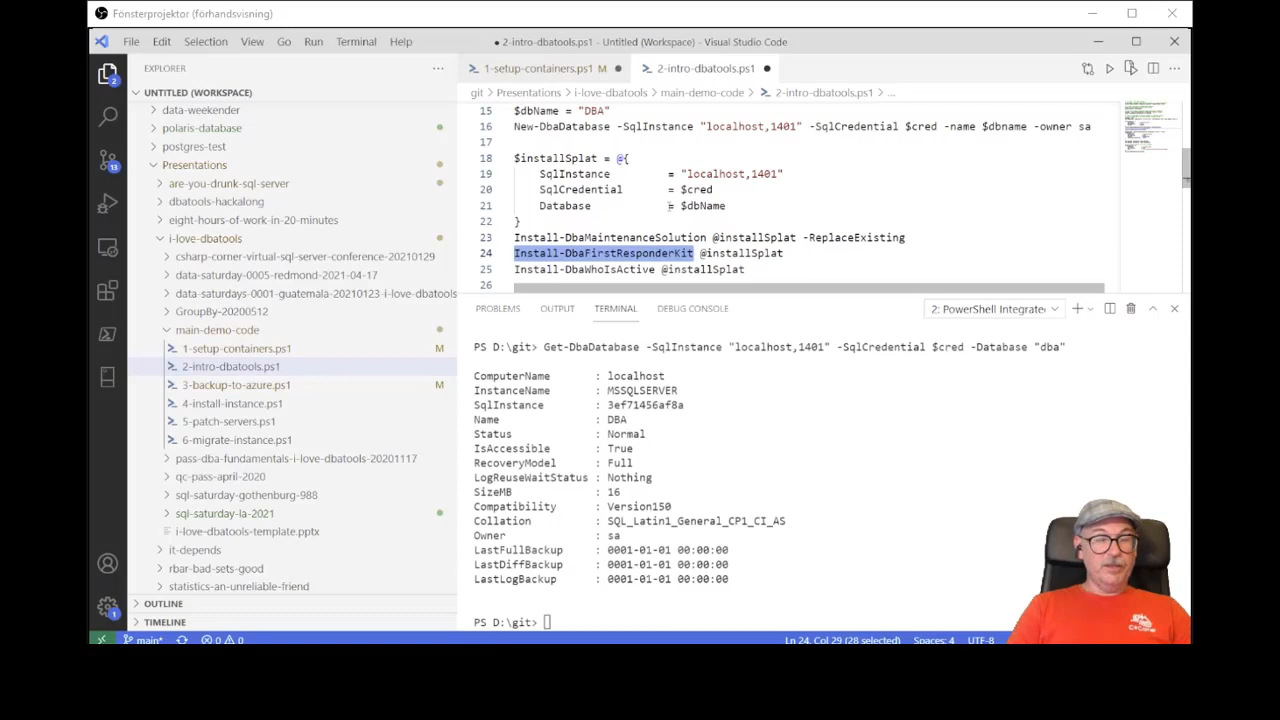 Fönsterprojektor (förhandsvisning)
File Edit Selection View Go Run Terminal Help
● 2-intro-dbatools.ps1 - Untitled (Workspace) - Visual Studio Code
EXPLORER
1-setup-containers.ps1 M
2-intro-dbatools.ps1
UNTITLED (WORKSPACE)
git > Presentations > i-love-dbatools > main-demo-code > 2-intro-dbatools.ps1 > ...
data-weekender
polaris-database
postgres-test
Presentations
are-you-drunk-sql-server
dbatools-hackalong
eight-hours-of-work-in-20-minutes
i-love-dbatools
csharp-corner-virtual-sql-server-conference-20210129
data-saturday-0005-redmond-2021-04-17
data-saturdays-0001-guatemala-20210123-i-love-dbatools
GroupBy-20200512
main-demo-code
1-setup-containers.ps1 M
2-intro-dbatools.ps1
3-backup-to-azure.ps1 M
4-install-instance.ps1
5-patch-servers.ps1
6-migrate-instance.ps1
pass-dba-fundamentals-i-love-dbatools-20201117
qc-pass-april-2020
sql-saturday-gothenburg-988
sql-saturday-la-2021
i-love-dbatools-template.pptx
it-depends
rbar-bad-sets-good
statistics-an-unreliable-friend
OUTLINE
TIMELINE
2
13
1
15 $dbName = "DBA"
16 New-DbaDatabase -SqlInstance "localhost,1401" -SqlCredential $cred -name $dbname -owner sa
17
18 $installSplat = @{
19 SqlInstance = "localhost,1401"
20 SqlCredential = $cred
21 Database = $dbName
22 }
23 Install-DbaMaintenanceSolution @installSplat -ReplaceExisting
24 Install-DbaFirstResponderKit @installSplat
25 Install-DbaWhoIsActive @installSplat
26
PROBLEMS OUTPUT TERMINAL DEBUG CONSOLE
2: PowerShell Integrate
PS D:\git> Get-DbaDatabase -SqlInstance "localhost,1401" -SqlCredential $cred -Database "dba"
ComputerName : localhost
InstanceName : MSSQLSERVER
SqlInstance : 3ef71456af8a
Name : DBA
Status : Normal
IsAccessible : True
RecoveryModel : Full
LogReuseWaitStatus : Nothing
SizeMB : 16
Compatibility : Version150
Collation : SQL_Latin1_General_CP1_CI_AS
Owner : sa
LastFullBackup : 0001-01-01 00:00:00
LastDiffBackup : 0001-01-01 00:00:00
LastLogBackup : 0001-01-01 00:00:00
PS D:\git>
main* 0 0
Ln 24, Col 29 (28 selected) Spaces: 4 UTF-8